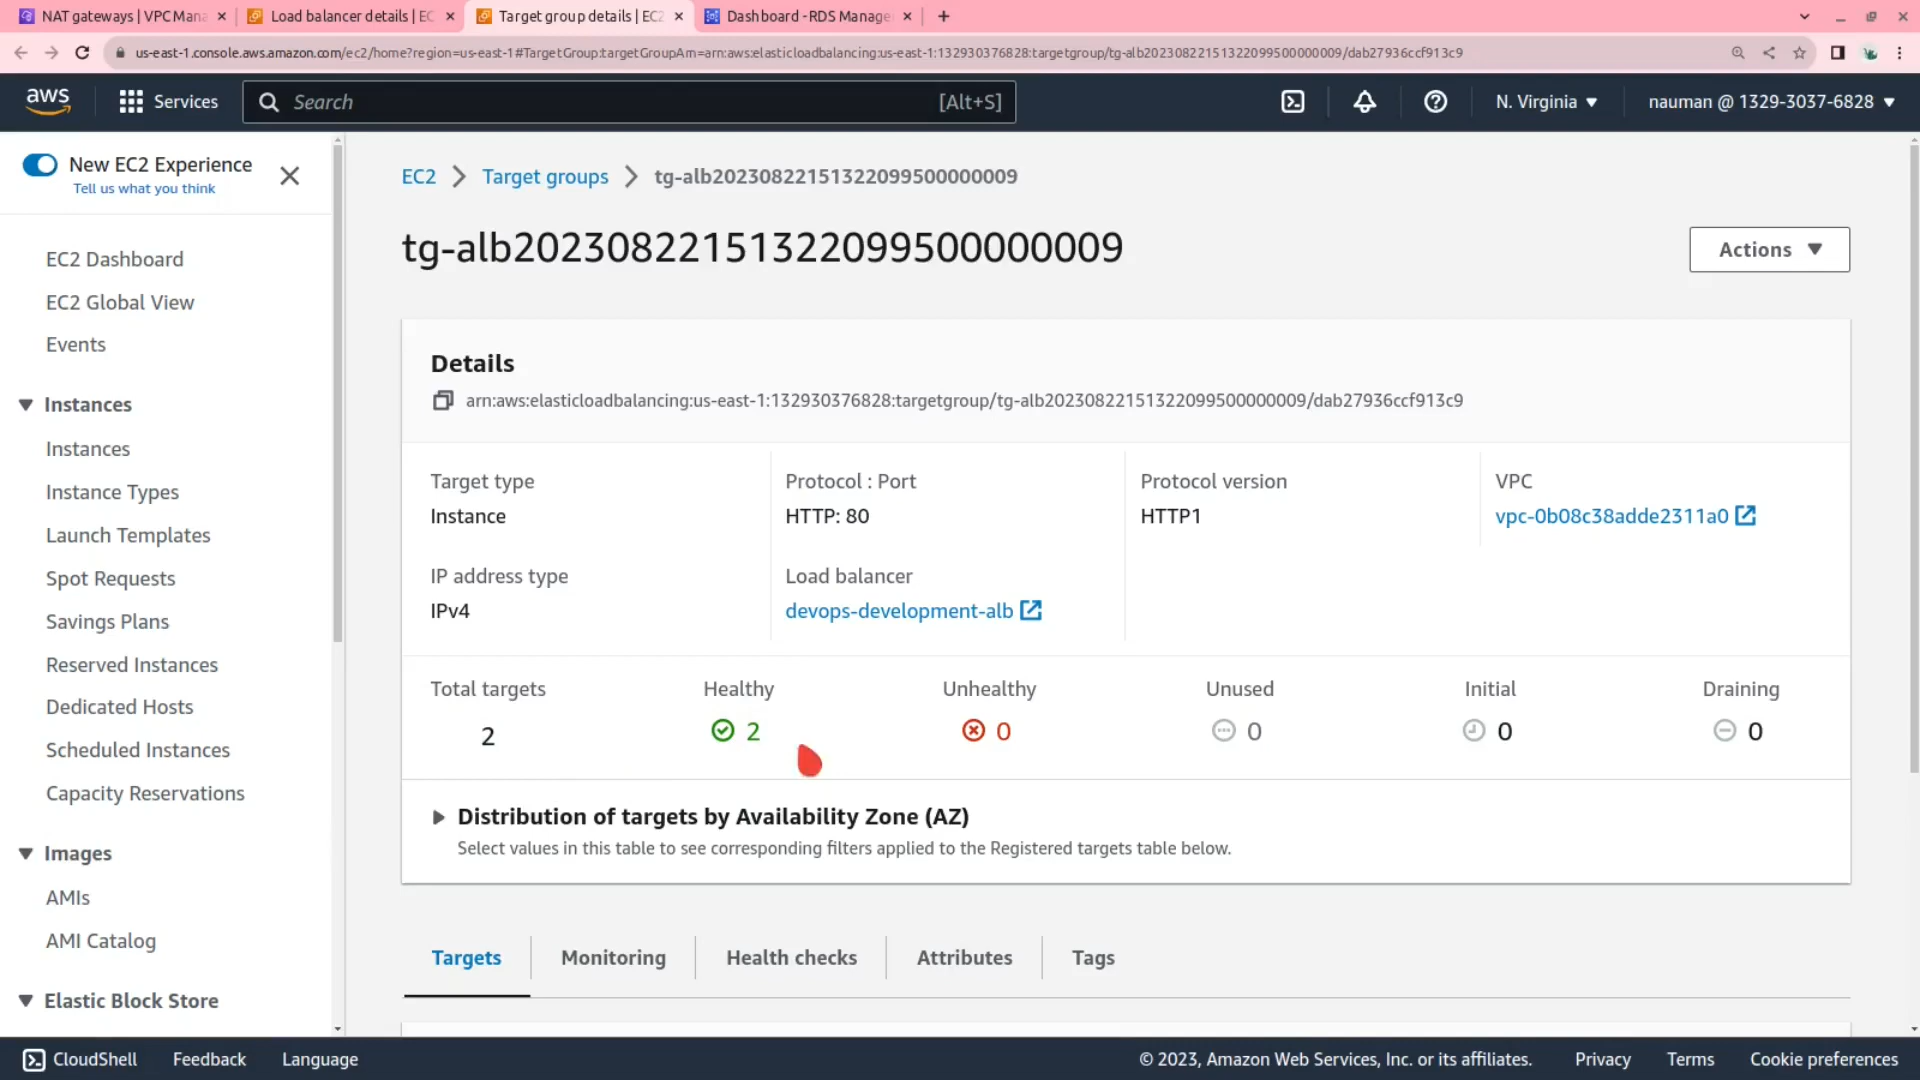 NAT gateways | VPC Mana
Load balancer details | EC
Target group details | EC2
Dashboard - RDS Manage
us-east-1.console.aws.amazon.com/ec2/home?region=us-east-1#TargetGroup:targetGroupArn=arn:aws:elasticloadbalancing:us-east-1:132930376828:targetgroup/tg-alb20230822151322099500000009/dab27936ccf913c9
aws
Services
Search
[Alt+S]
N. Virginia
nauman @ 1329-3037-6828
New EC2 Experience
Tell us what you think
EC2 Dashboard
EC2 Global View
Events
Instances
Instances
Instance Types
Launch Templates
Spot Requests
Savings Plans
Reserved Instances
Dedicated Hosts
Scheduled Instances
Capacity Reservations
Images
AMIs
AMI Catalog
Elastic Block Store
EC2
Target groups
tg-alb20230822151322099500000009
tg-alb20230822151322099500000009
Actions
Details
arn:aws:elasticloadbalancing:us-east-1:132930376828:targetgroup/tg-alb20230822151322099500000009/dab27936ccf913c9
Target type
Instance
Protocol : Port
HTTP: 80
Protocol version
HTTP1
VPC
vpc-0b08c38adde2311a0
IP address type
IPv4
Load balancer
devops-development-alb
Total targets
2
Healthy
2
Unhealthy
0
Unused
0
Initial
0
Draining
0
Distribution of targets by Availability Zone (AZ)
Select values in this table to see corresponding filters applied to the Registered targets table below.
Targets
Monitoring
Health checks
Attributes
Tags
CloudShell
Feedback
Language
© 2023, Amazon Web Services, Inc. or its affiliates.
Privacy
Terms
Cookie preferences